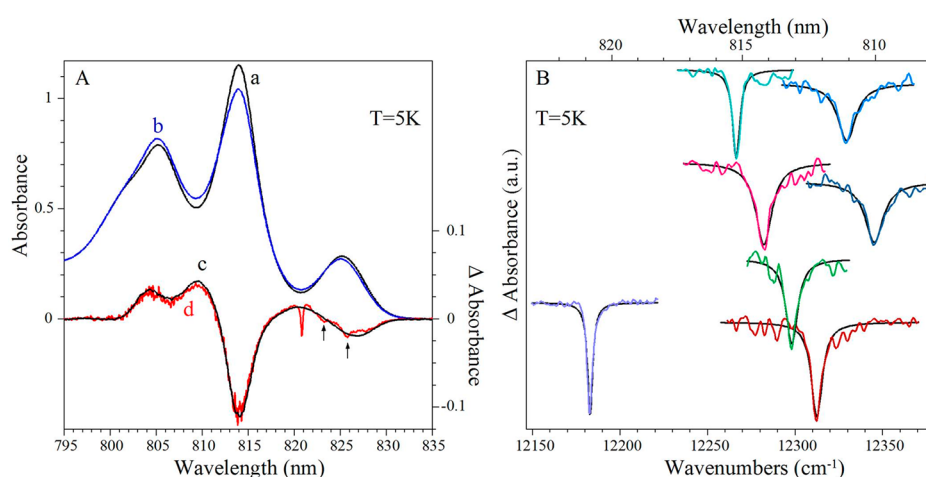 A
a
b
T=5K
c
d
1
0.5
0
Absorbance
0.1
0
-0.1
Δ Absorbance
795 800 805 810 815 820 825 830 835
Wavelength (nm)
Wavelength (nm)
820 815 810
B
T=5K
Δ Absorbance (a.u.)
12150 12200 12250 12300 12350
Wavenumbers (cm-1)